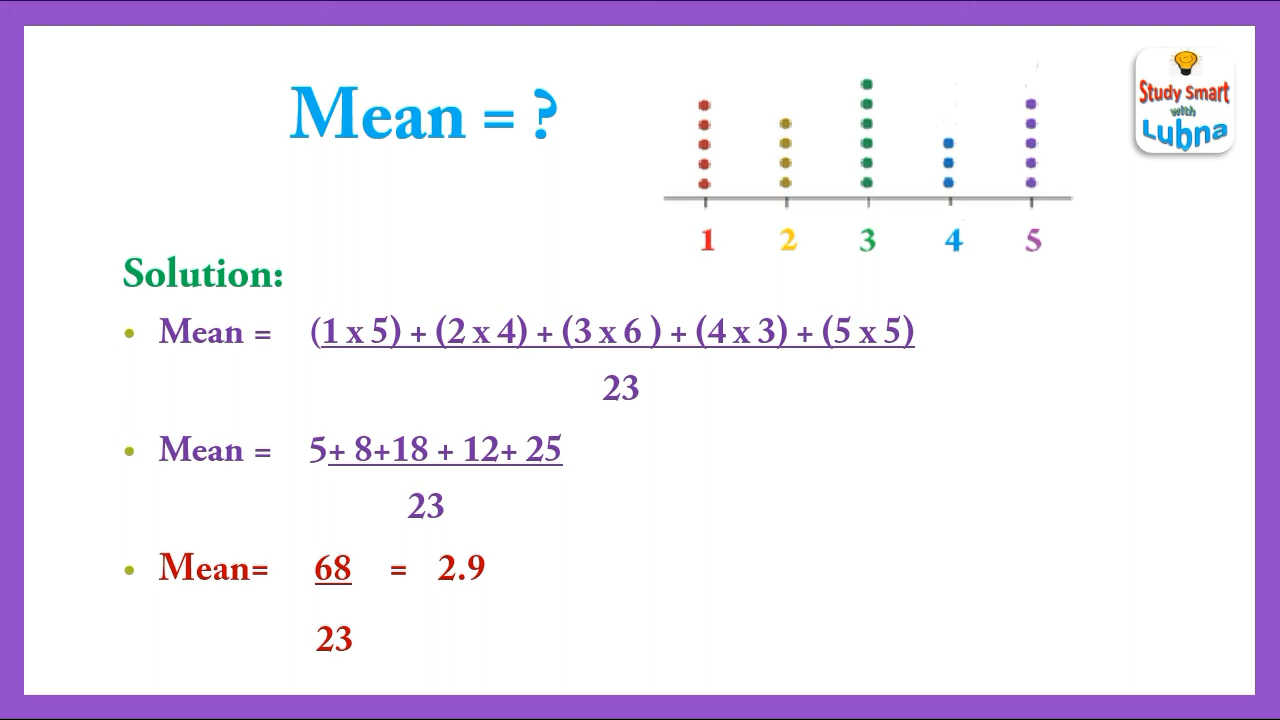 Mean = ?
Study Smart
with
Lubna
1 2 3 4 5
Solution:
• Mean = (1 x 5) + (2 x 4) + (3 x 6 ) + (4 x 3) + (5 x 5)
23
• Mean = 5+ 8+18 + 12+ 25
23
• Mean= 68 = 2.9
23